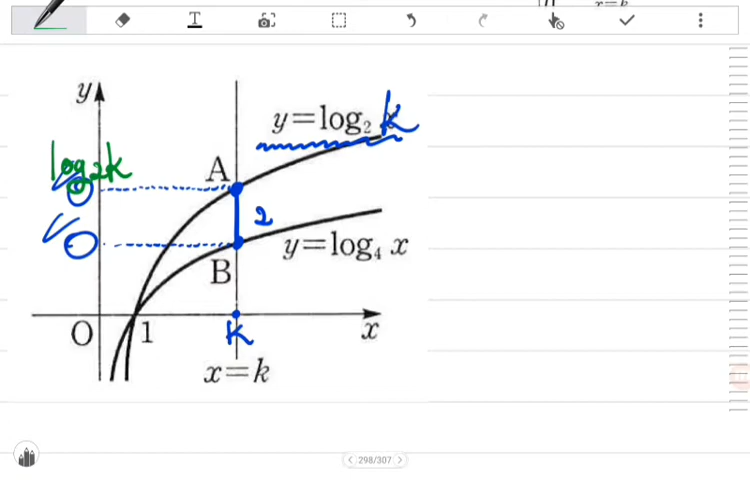 x=k
T
y
y=log₂ k
log₂k
A
2
y=log₄ x
B
O
1
k
x
x=k
298/307